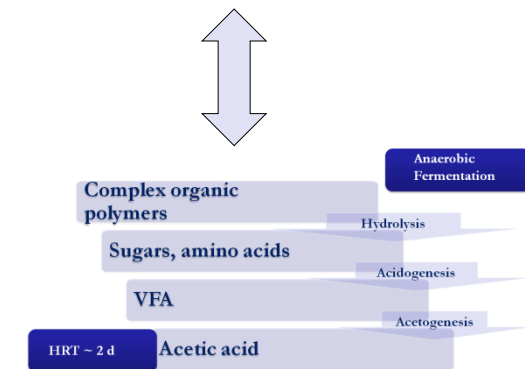 Anaerobic
Fermentation
Complex organic
polymers
Hydrolysis
Sugars, amino acids
Acidogenesis
VFA
Acetogenesis
HRT ~ 2 d
Acetic acid